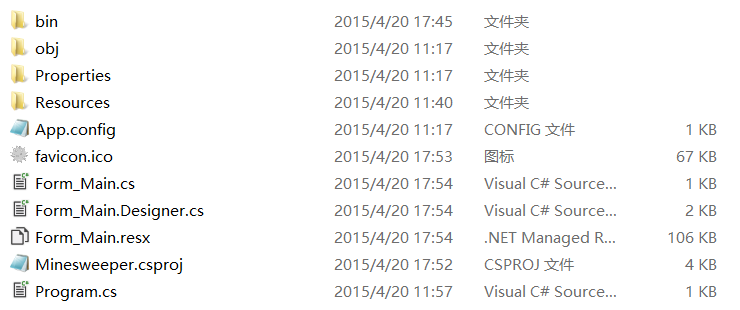 bin 2015/4/20 17:45 文件夹
obj 2015/4/20 11:17 文件夹
Properties 2015/4/20 11:17 文件夹
Resources 2015/4/20 11:40 文件夹
App.config 2015/4/20 11:17 CONFIG 文件 1 KB
favicon.ico 2015/4/20 17:53 图标 67 KB
Form_Main.cs 2015/4/20 17:54 Visual C# Source... 1 KB
Form_Main.Designer.cs 2015/4/20 17:54 Visual C# Source... 2 KB
Form_Main.resx 2015/4/20 17:54 .NET Managed R... 106 KB
Minesweeper.csproj 2015/4/20 17:52 CSPROJ 文件 4 KB
Program.cs 2015/4/20 11:57 Visual C# Source... 1 KB